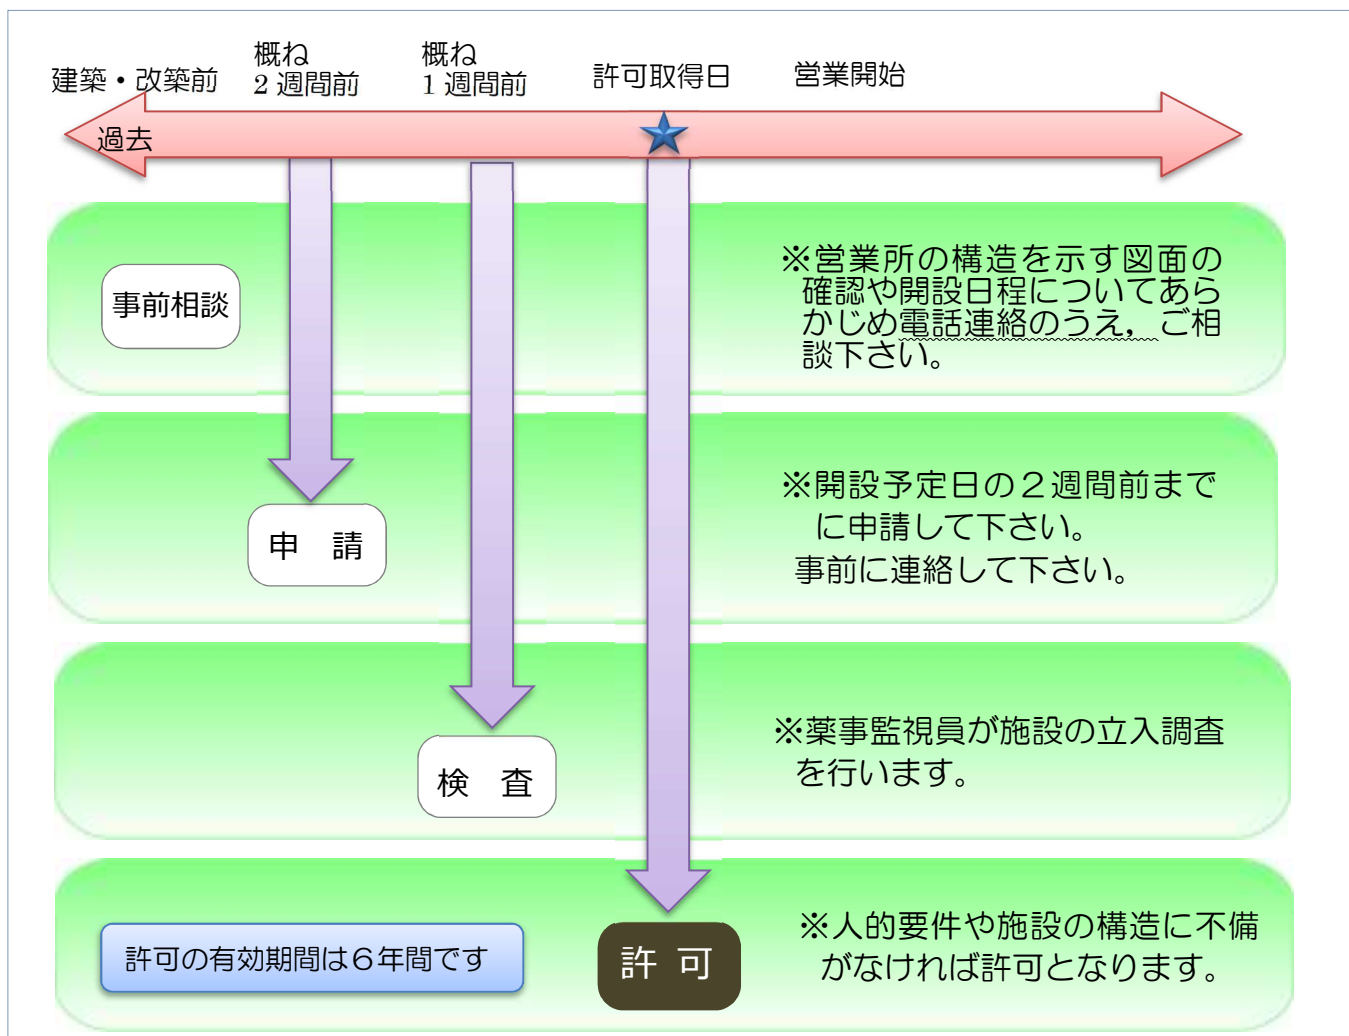 建築・改築前
概ね
2週間前
概ね
1週間前
許可取得日
営業開始
過去
事前相談
※営業所の構造を示す図面の
確認や開設日程についてあら
かじめ電話連絡のうえ，ご相
談下さい。
申　請
※開設予定日の２週間前まで
に申請して下さい。
事前に連絡して下さい。
検　査
※薬事監視員が施設の立入調査
を行います。
許可の有効期間は６年間です
許　可
※人的要件や施設の構造に不備
がなければ許可となります。